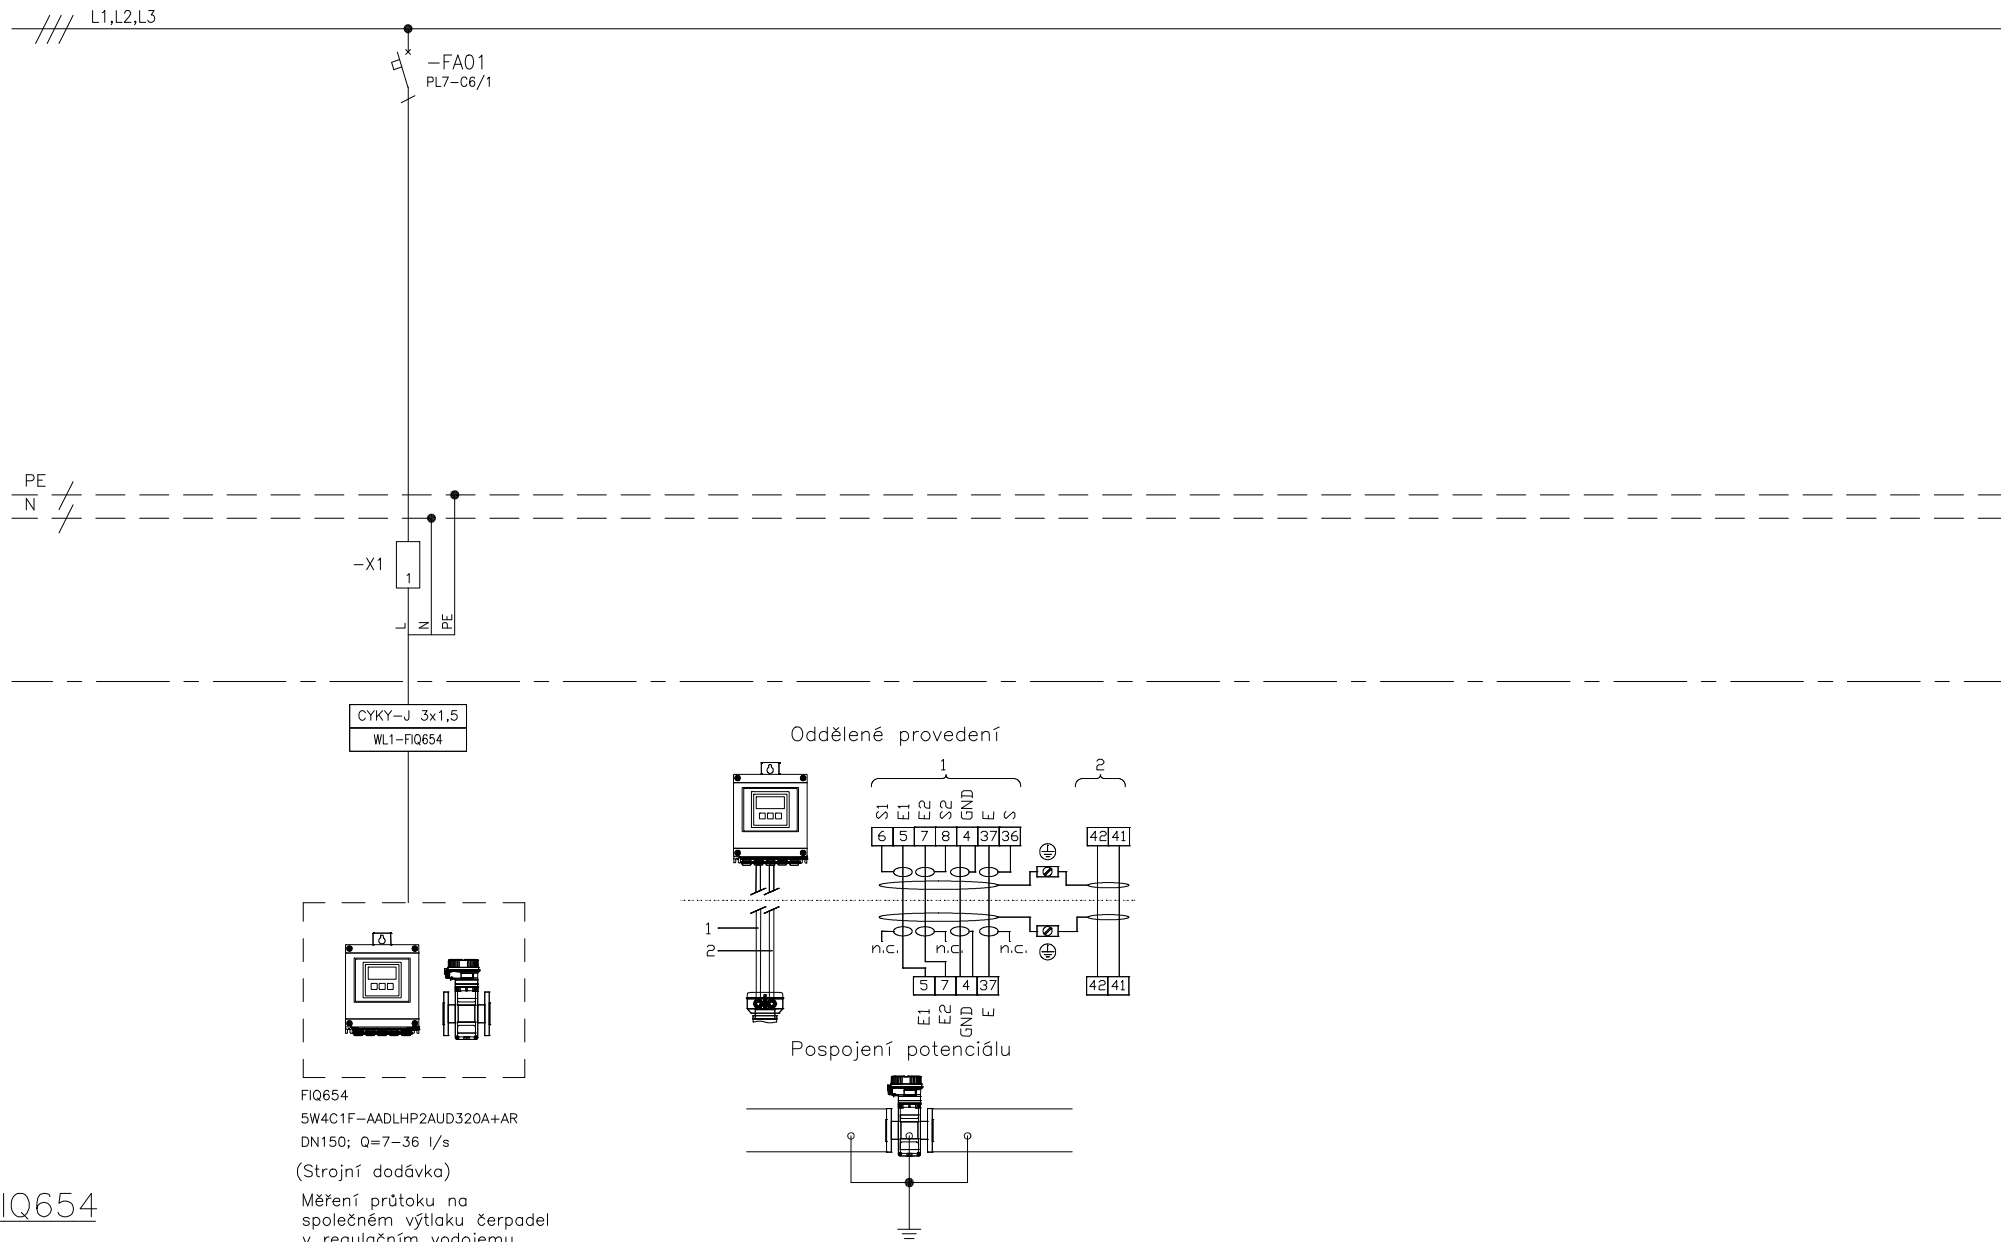 L1,L2,L3
-FA01
PL7-C6/1
PE
N
-X1
1
L
N
PE
CYKY-J 3x1,5
WL1-FIQ654
Oddělené provedení
1
2
S1 E1 E2 S2 GND E S
6 5 7 8 4 37 36
42 41
1
2
n.c.
n.c.
n.c.
5 7 4 37
42 41
E1 E2 GND E
Pospojení potenciálu
FIQ654
5W4C1F-AADLHP2AUD320A+AR
DN150; Q=7-36 l/s
(Strojní dodávka)
Měření průtoku na
společném výtlaku čerpadel
v regulačním vodojemu
IQ654